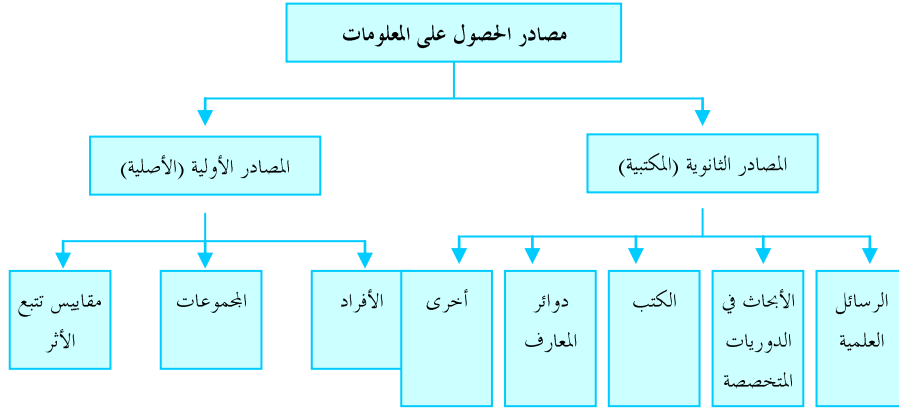 مصادر الحصول على المعلومات
المصادر الثانوية (المكتبية)
المصادر الأولية (الأصلية)
الرسائل
العلمية
الأبحاث في
الدوريات
المتخصصة
الكتب
دوائر
المعارف
أخرى
الأفراد
المجموعات
مقاييس تتبع
الأثر